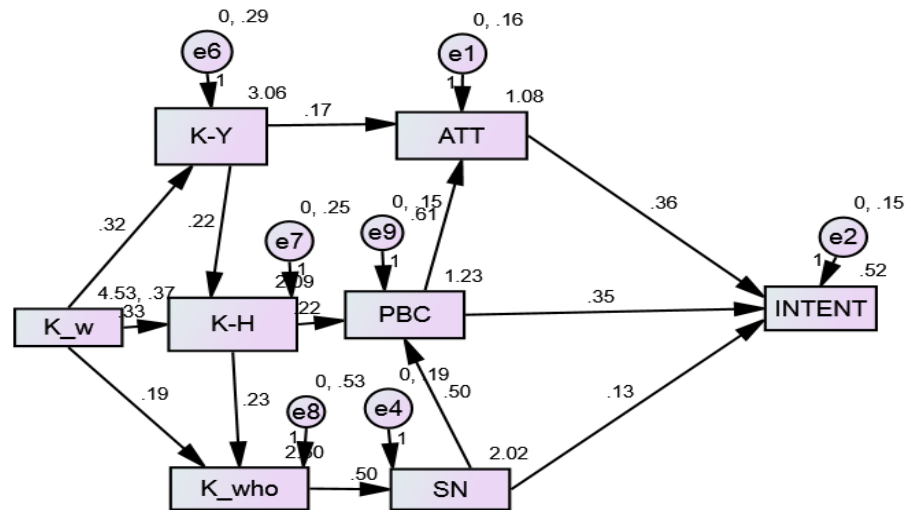 0, .29
0, .16
e6
e1
1
3.06
1
1.08
K-Y
.17
ATT
.32
.22
0, .25
0, .15
.61
.36
0, .15
e7
e9
e2
4.53, .37
1
2.09
1
1.23
1
.52
K_w
.33
K-H
.22
PBC
.35
INTENT
.19
.23
0, .53
0, .19
.50
.13
e8
e4
1
1
2.02
K_who
.50
SN